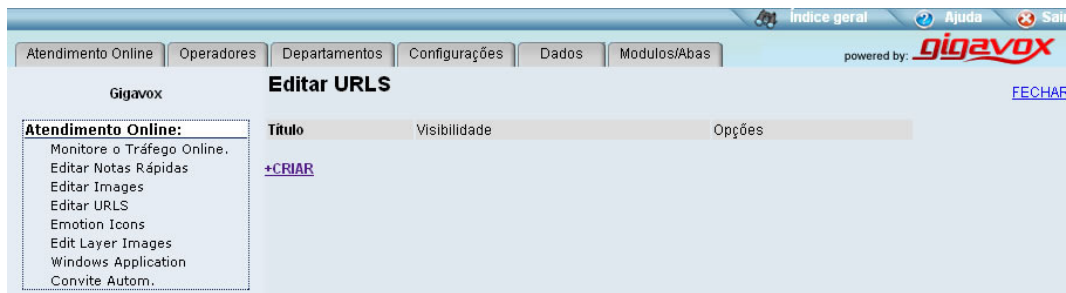 Índice geral Ajuda Sair
Atendimento Online Operadores Departamentos Configurações Dados Modulos/Abas powered by: gigavox
Gigavox
Editar URLS
FECHAR
Atendimento Online:
Monitore o Tráfego Online.
Editar Notas Rápidas
Editar Images
Editar URLS
Emotion Icons
Edit Layer Images
Windows Application
Convite Autom.
Título Visibilidade Opções
+CRIAR